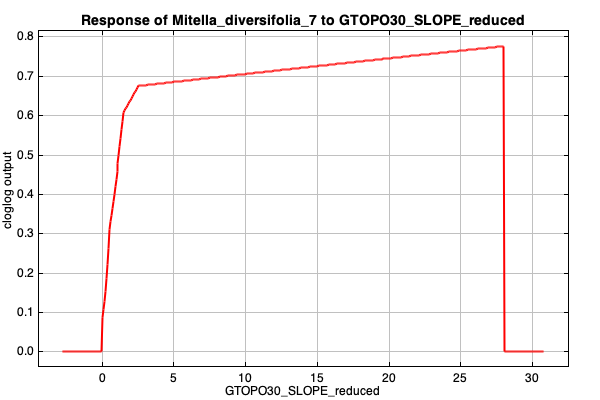 Response of Mitella_diversifolia_7 to GTOPO30_SLOPE_reduced
0.8
0.7
0.6
0.5
0.4
0.3
0.2
0.1
0.0
cloglog output
0 5 10 15 20 25 30
GTOPO30_SLOPE_reduced